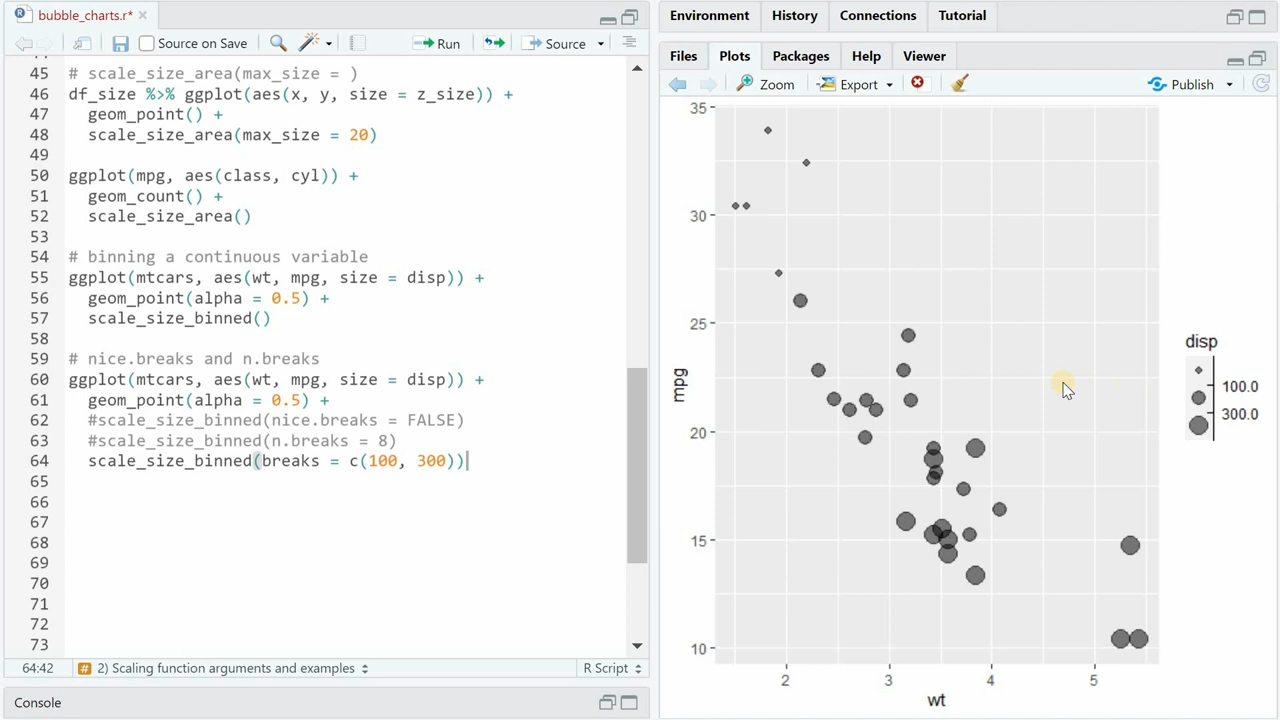 bubble_charts.r*
Source on Save
Run
Source
45 # scale_size_area(max_size = )
46 df_size %>% ggplot(aes(x, y, size = z_size)) +
47 geom_point() +
48 scale_size_area(max_size = 20)
49
50 ggplot(mpg, aes(class, cyl)) +
51 geom_count() +
52 scale_size_area()
53
54 # binning a continuous variable
55 ggplot(mtcars, aes(wt, mpg, size = disp)) +
56 geom_point(alpha = 0.5) +
57 scale_size_binned()
58
59 # nice.breaks and n.breaks
60 ggplot(mtcars, aes(wt, mpg, size = disp)) +
61 geom_point(alpha = 0.5) +
62 #scale_size_binned(nice.breaks = FALSE)
63 #scale_size_binned(n.breaks = 8)
64 scale_size_binned(breaks = c(100, 300))
65
66
67
68
69
70
71
72
73
64:42 # 2) Scaling function arguments and examples R Script
Console
Environment History Connections Tutorial
Files Plots Packages Help Viewer
Zoom Export Publish
35
30
25
20
15
10
mpg
2 3 4 5
wt
disp
100.0
300.0